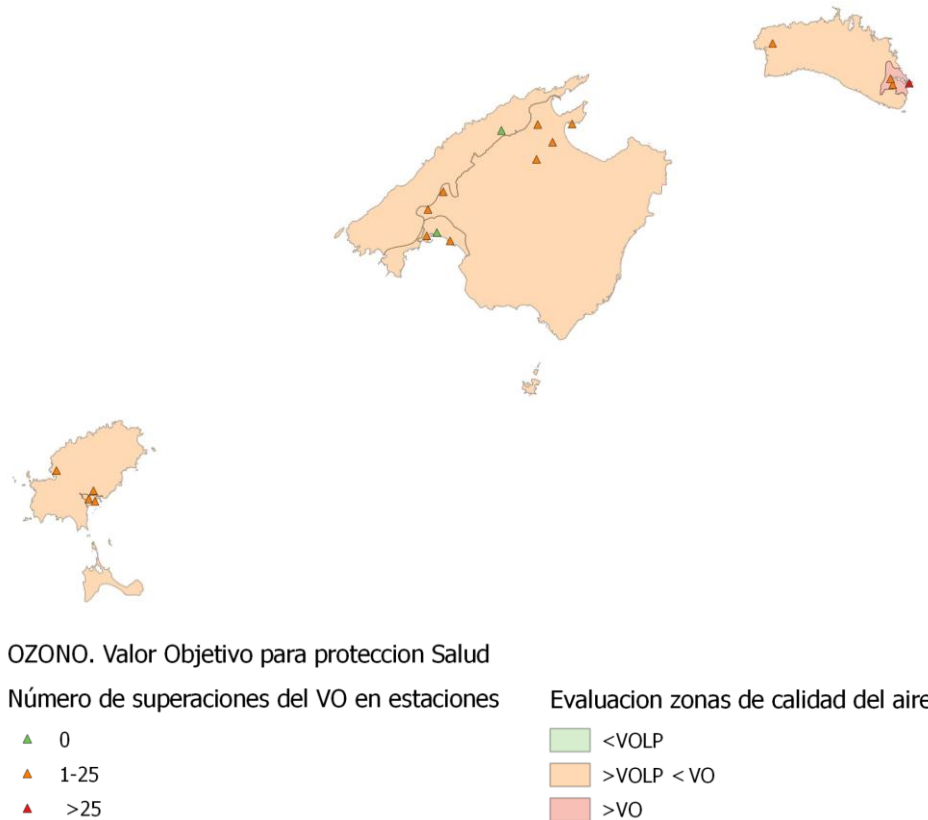 OZONO. Valor Objetivo para proteccion Salud
Número de superaciones del VO en estaciones
0
1-25
>25
Evaluacion zonas de calidad del aire
<VOLP
>VOLP < VO
>VO